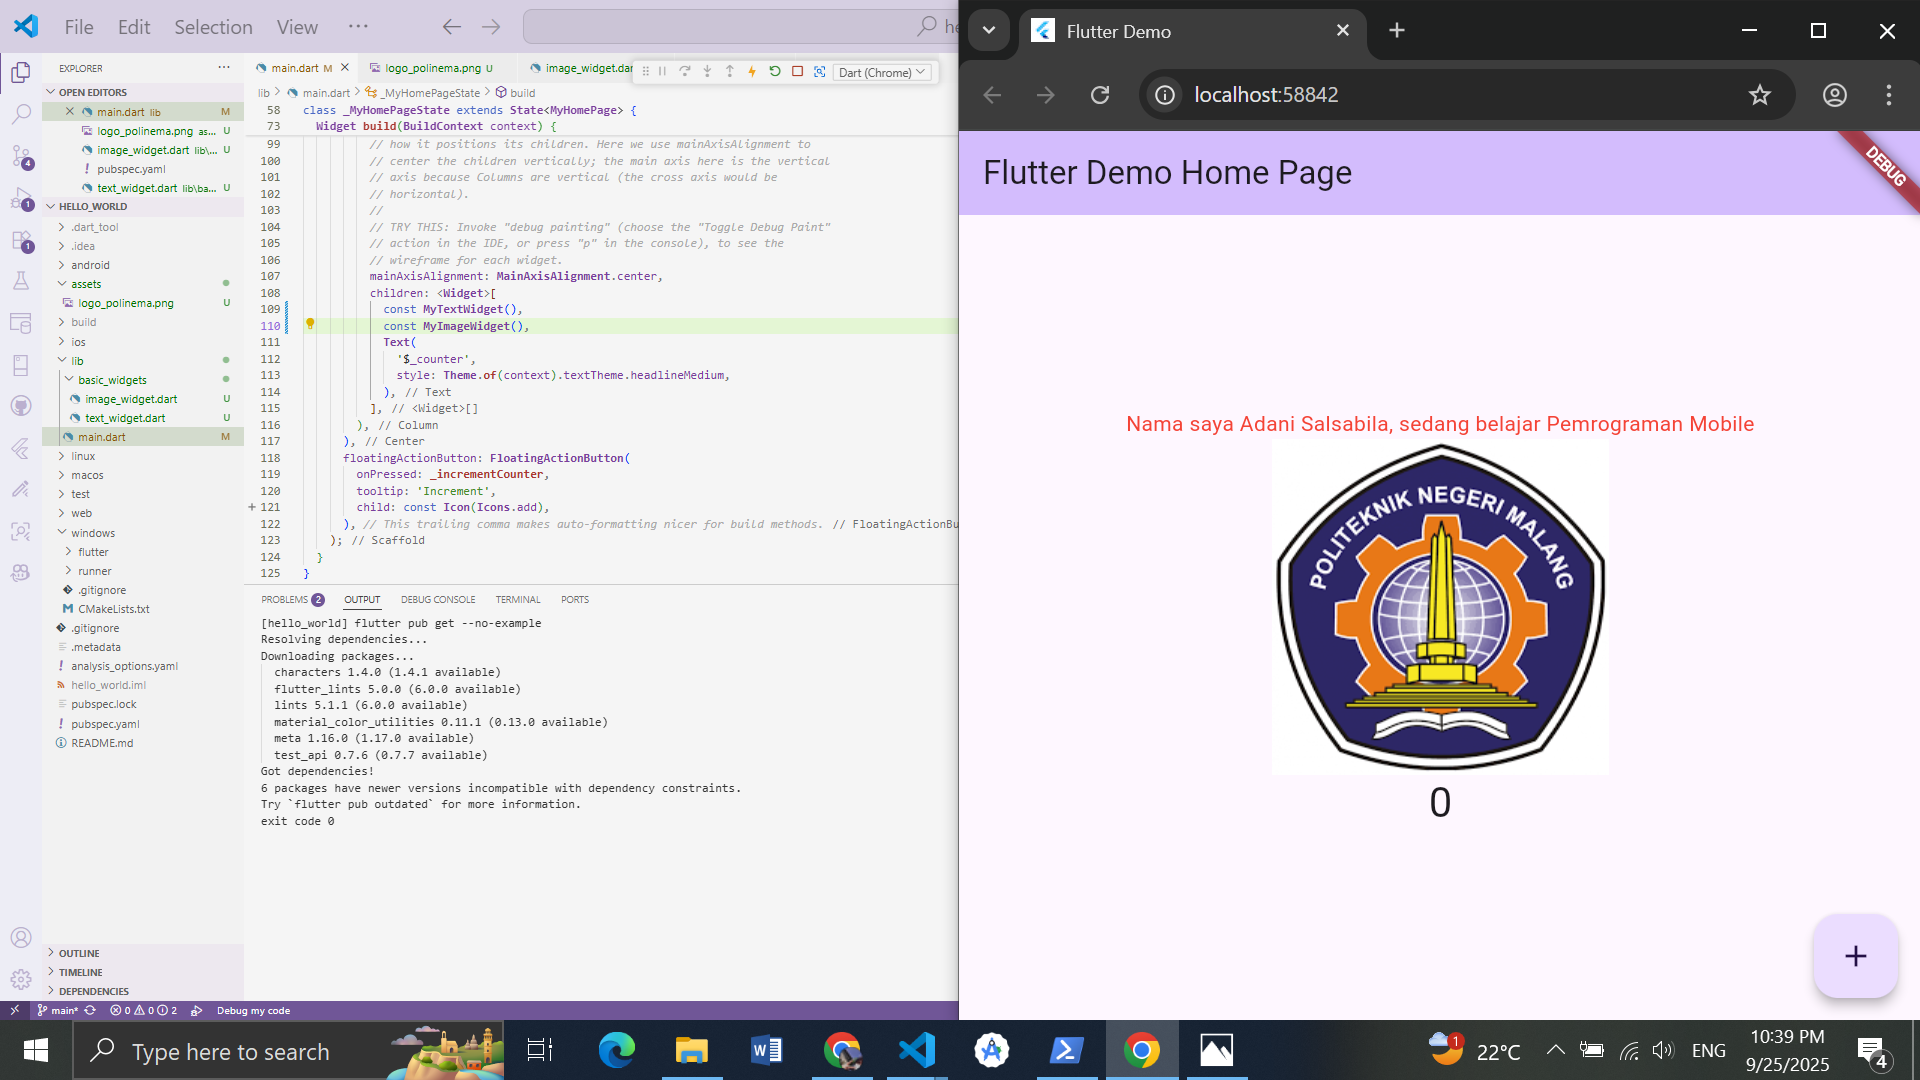 File Edit Selection View ···
EXPLORER ···
OPEN EDITORS
main.dart lib M
logo_polinema.png as... U
image_widget.dart lib\... U
pubspec.yaml
text_widget.dart lib\ba... U
HELLO_WORLD
.dart_tool
.idea
android
assets
logo_polinema.png U
build
ios
lib
basic_widgets
image_widget.dart U
text_widget.dart U
main.dart M
linux
macos
test
web
windows
flutter
runner
.gitignore
CMakeLists.txt
.gitignore
.metadata
analysis_options.yaml
hello_world.iml
pubspec.lock
pubspec.yaml
README.md
OUTLINE
TIMELINE
DEPENDENCIES
4
1
1
main.dart M logo_polinema.png U image_widget.dar Dart (Chrome)
lib > main.dart > _MyHomePageState > build
58 class _MyHomePageState extends State<MyHomePage> {
73 Widget build(BuildContext context) {
99 // how it positions its children. Here we use mainAxisAlignment to
100 // center the children vertically; the main axis here is the vertical
101 // axis because Columns are vertical (the cross axis would be
102 // horizontal).
103 //
104 // TRY THIS: Invoke "debug painting" (choose the "Toggle Debug Paint"
105 // action in the IDE, or press "p" in the console), to see the
106 // wireframe for each widget.
107 mainAxisAlignment: MainAxisAlignment.center,
108 children: <Widget>[
109 const MyTextWidget(),
110 const MyImageWidget(),
111 Text(
112 '$_counter',
113 style: Theme.of(context).textTheme.headlineMedium,
114 ), // Text
115 ], // <Widget>[]
116 ), // Column
117 ), // Center
118 floatingActionButton: FloatingActionButton(
119 onPressed: _incrementCounter,
120 tooltip: 'Increment',
121 child: const Icon(Icons.add),
122 ), // This trailing comma makes auto-formatting nicer for build methods. // FloatingActionBu
123 ); // Scaffold
124 }
125 }
PROBLEMS 2 OUTPUT DEBUG CONSOLE TERMINAL PORTS
[hello_world] flutter pub get --no-example
Resolving dependencies...
Downloading packages...
characters 1.4.0 (1.4.1 available)
flutter_lints 5.0.0 (6.0.0 available)
lints 5.1.1 (6.0.0 available)
material_color_utilities 0.11.1 (0.13.0 available)
meta 1.16.0 (1.17.0 available)
test_api 0.7.6 (0.7.7 available)
Got dependencies!
6 packages have newer versions incompatible with dependency constraints.
Try `flutter pub outdated` for more information.
exit code 0
main* 0 0 2 Debug my code
Flutter Demo
localhost:58842
Flutter Demo Home Page
DEBUG
Nama saya Adani Salsabila, sedang belajar Pemrograman Mobile
POLITEKNIK NEGERI MALANG
0
+
Type here to search
1
22°C
ENG
10:39 PM
9/25/2025
4